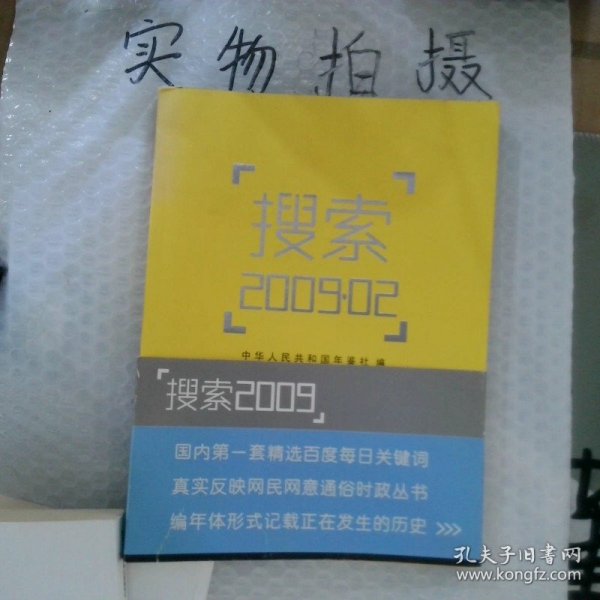 实物拍摄
「搜索
2009·02」
中华人民共和国年鉴社 编
「搜索2009」
国内第一套精选百度每日关键词
真实反映网民网意通俗时政丛书
编年体形式记载正在发生的历史 >>>
孔夫子旧书网
www.kongfz.com